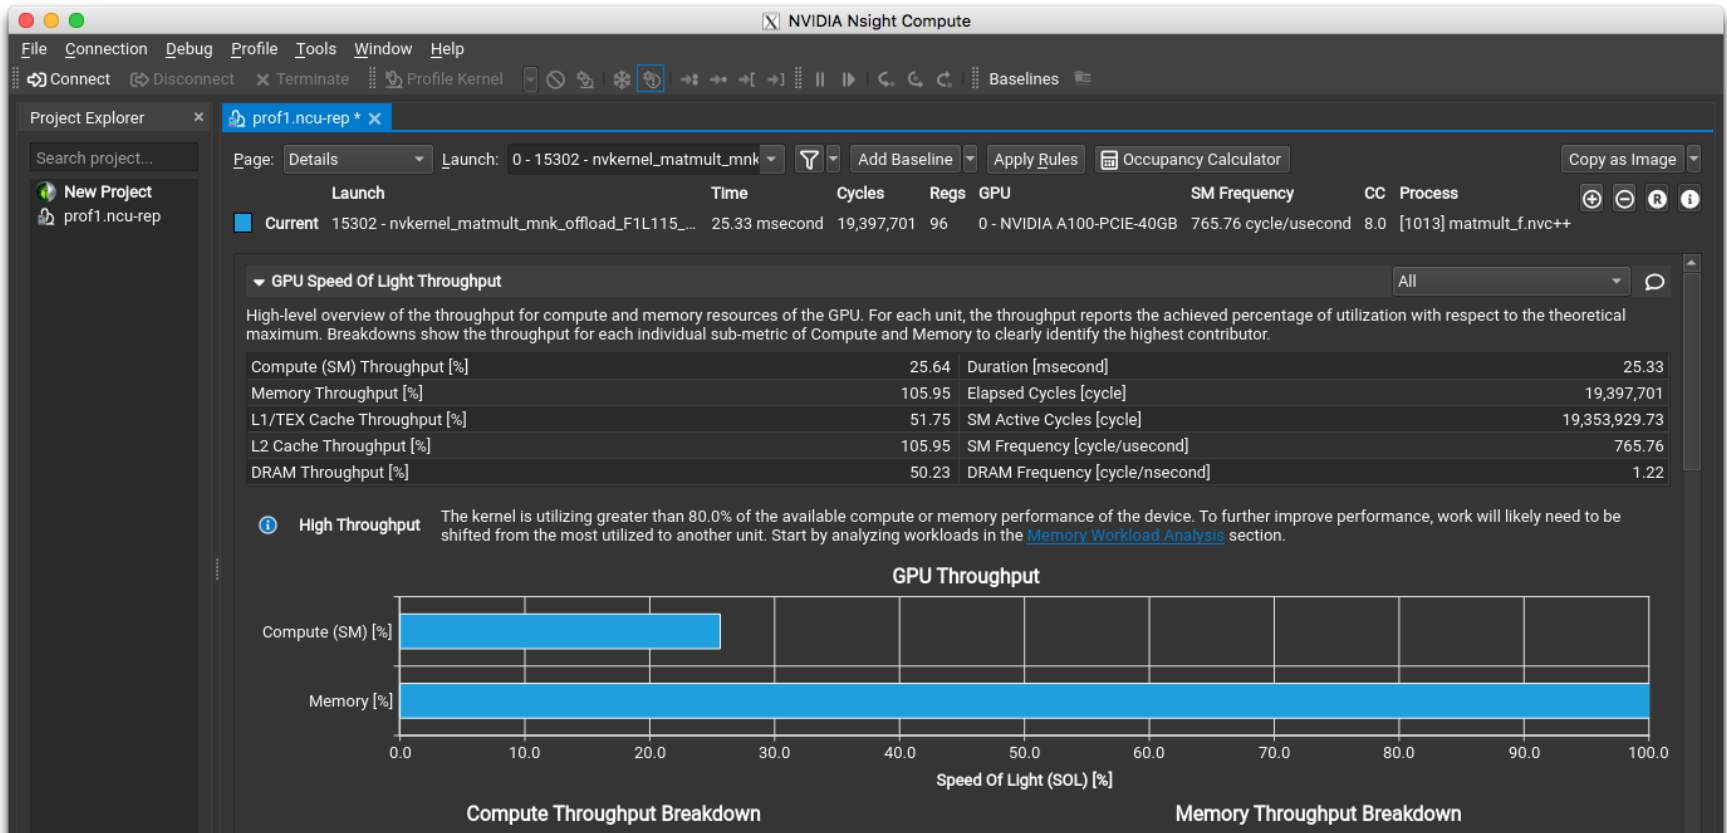 NVIDIA Nsight Compute
File Connection Debug Profile Tools Window Help
Connect Disconnect Terminate Profile Kernel Baselines
Project Explorer
prof1.ncu-rep *
Search project...
New Project
prof1.ncu-rep
Page: Details Launch: 0 - 15302 - nvkernel_matmult_mnk Add Baseline Apply Rules Occupancy Calculator Copy as Image
Launch Time Cycles Regs GPU SM Frequency CC Process
Current 15302 - nvkernel_matmult_mnk_offload_F1L115_... 25.33 msecond 19,397,701 96 0 - NVIDIA A100-PCIE-40GB 765.76 cycle/usecond 8.0 [1013] matmult_f.nvc++
GPU Speed Of Light Throughput All
High-level overview of the throughput for compute and memory resources of the GPU. For each unit, the throughput reports the achieved percentage of utilization with respect to the theoretical
maximum. Breakdowns show the throughput for each individual sub-metric of Compute and Memory to clearly identify the highest contributor.
Compute (SM) Throughput [%] 25.64 Duration [msecond] 25.33
Memory Throughput [%] 105.95 Elapsed Cycles [cycle] 19,397,701
L1/TEX Cache Throughput [%] 51.75 SM Active Cycles [cycle] 19,353,929.73
L2 Cache Throughput [%] 105.95 SM Frequency [cycle/usecond] 765.76
DRAM Throughput [%] 50.23 DRAM Frequency [cycle/nsecond] 1.22
High Throughput
The kernel is utilizing greater than 80.0% of the available compute or memory performance of the device. To further improve performance, work will likely need to be
shifted from the most utilized to another unit. Start by analyzing workloads in the Memory Workload Analysis section.
GPU Throughput
Compute (SM) [%]
Memory [%]
0.0 10.0 20.0 30.0 40.0 50.0 60.0 70.0 80.0 90.0 100.0
Speed Of Light (SOL) [%]
Compute Throughput Breakdown Memory Throughput Breakdown